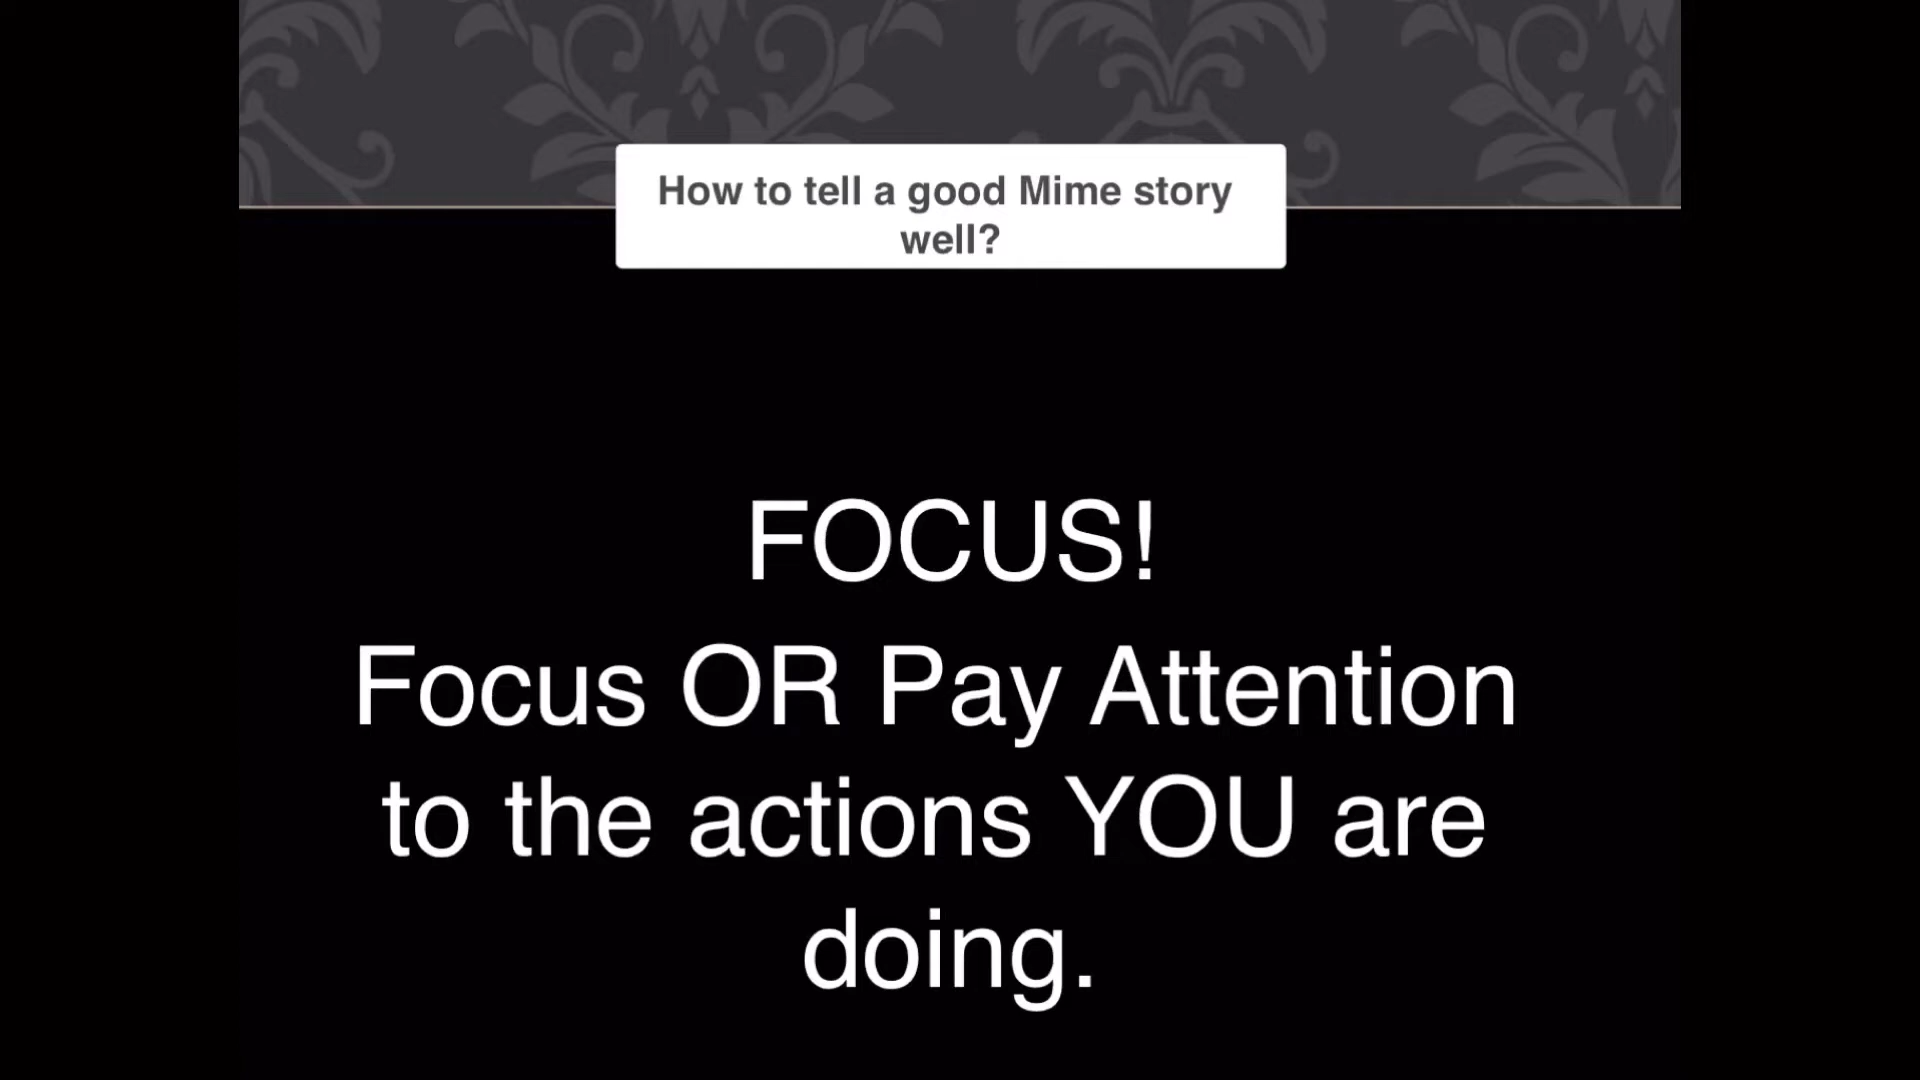 How to tell a good Mime story
well?
FOCUS!
Focus OR Pay Attention
to the actions YOU are
doing.